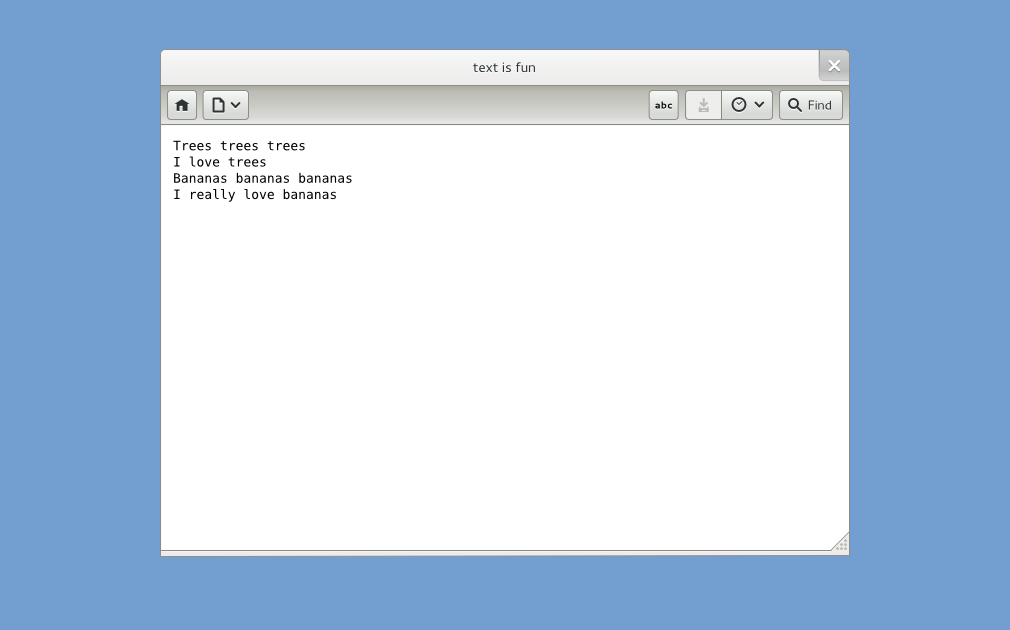 text is fun
abc
Find
Trees trees trees
I love trees
Bananas bananas bananas
I really love bananas